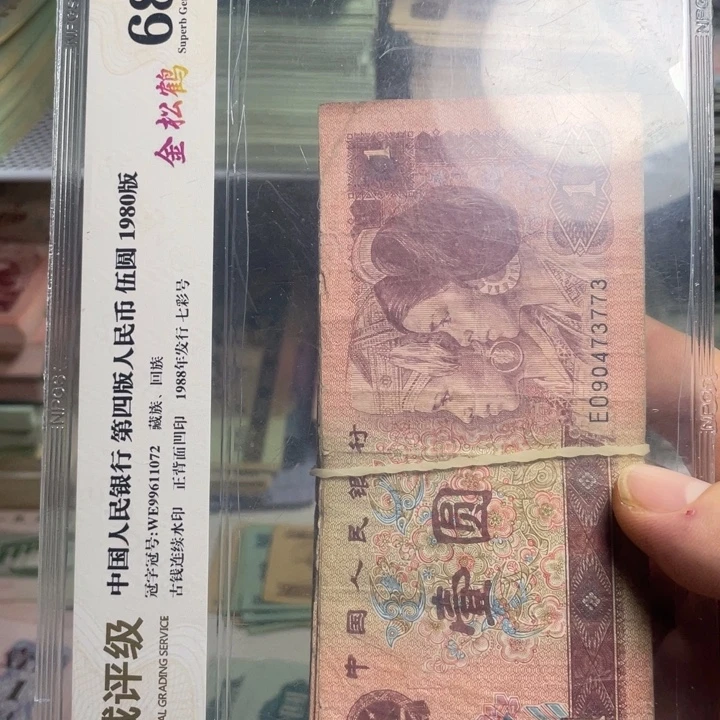 68
Superb Ge
金松鹤
中国人民银行 第四版人民币 伍圆 1980版
冠字冠号:WE99611072 藏族、回族
古钱连续水印 正背面凹印 1988年发行 七彩号
评级
AL GRADING SERVICE
1
1
E090473773
中国人民银行
壹圆